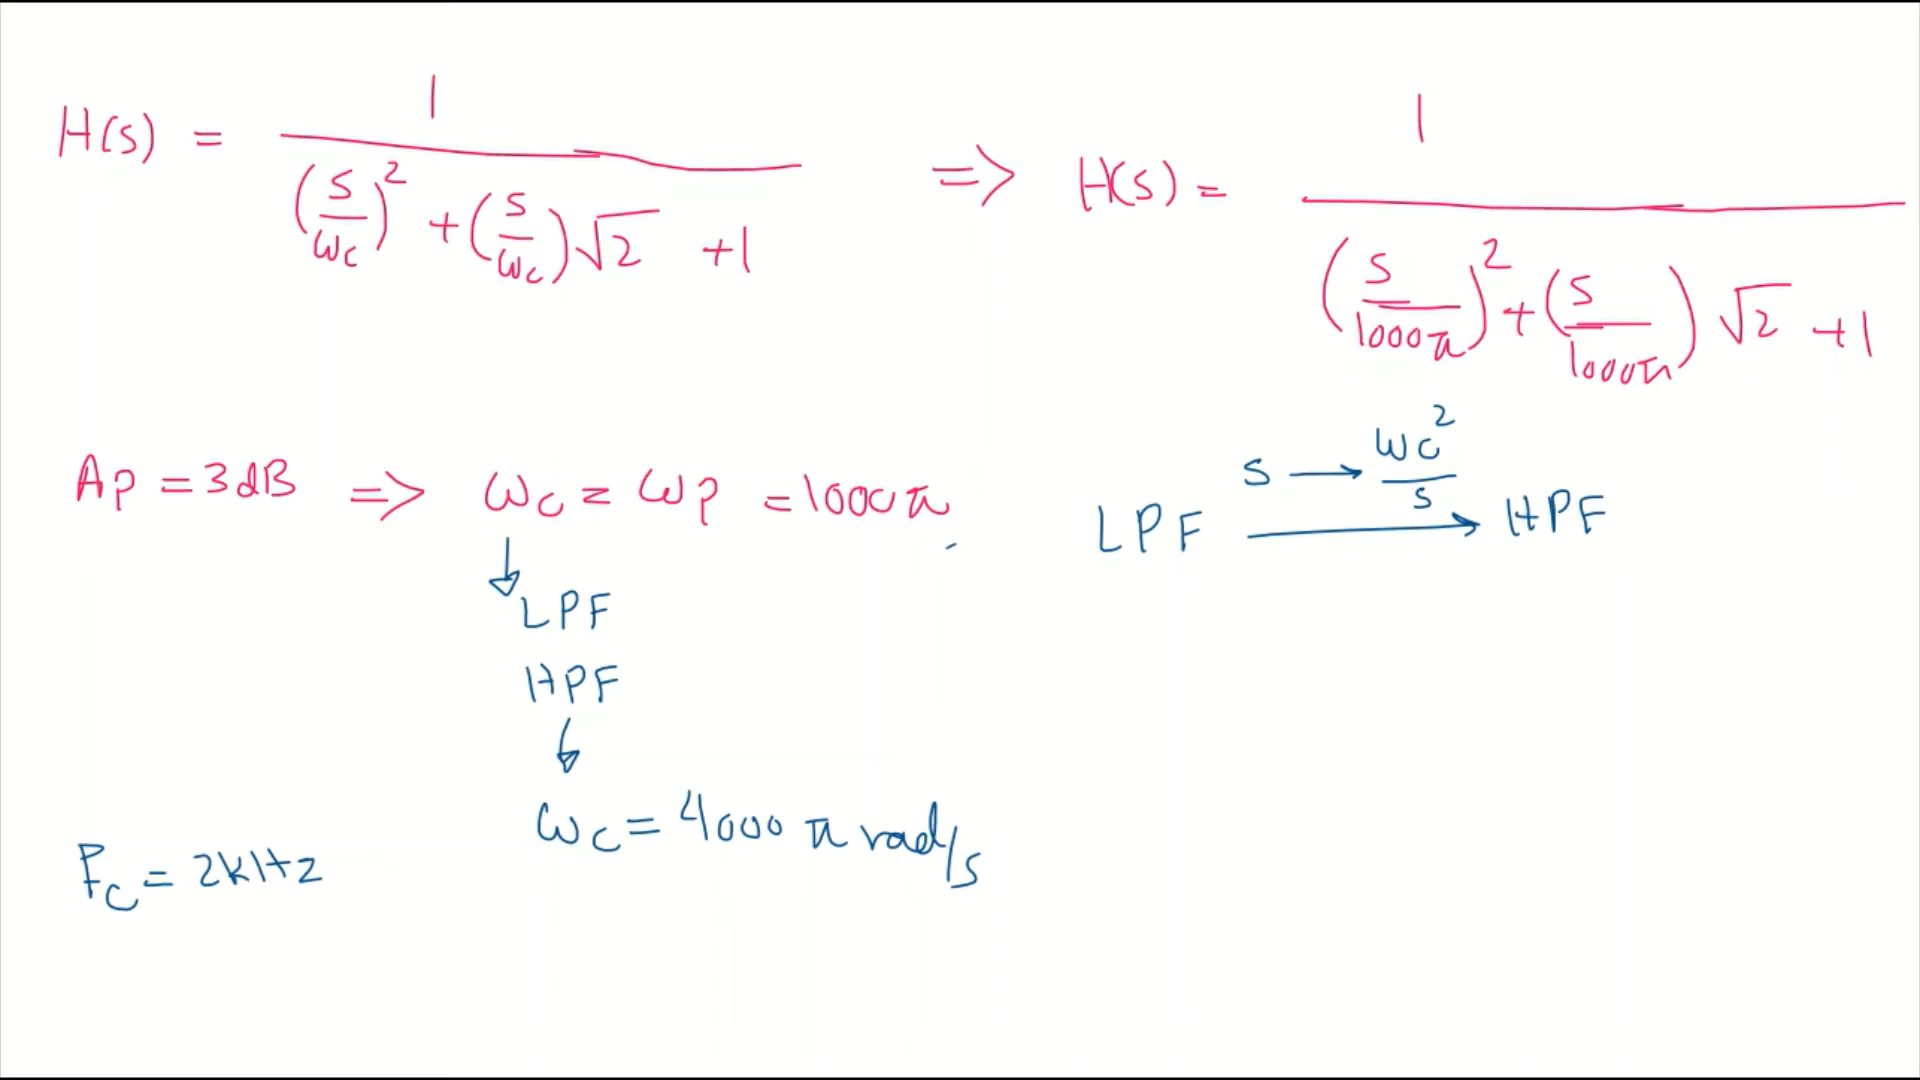 H(s) = 1 / ((s/ωc)² + (s/ωc)√2 + 1) => H(s) = 1 / ((s/1000π)² + (s/1000π)√2 + 1)
Ap = 3dB => ωc = ωp = 1000π
s → ωc²/s
LPF → HPF
↓
LPF
HPF
↓
ωc = 4000π rad/s
Fc = 2kHz